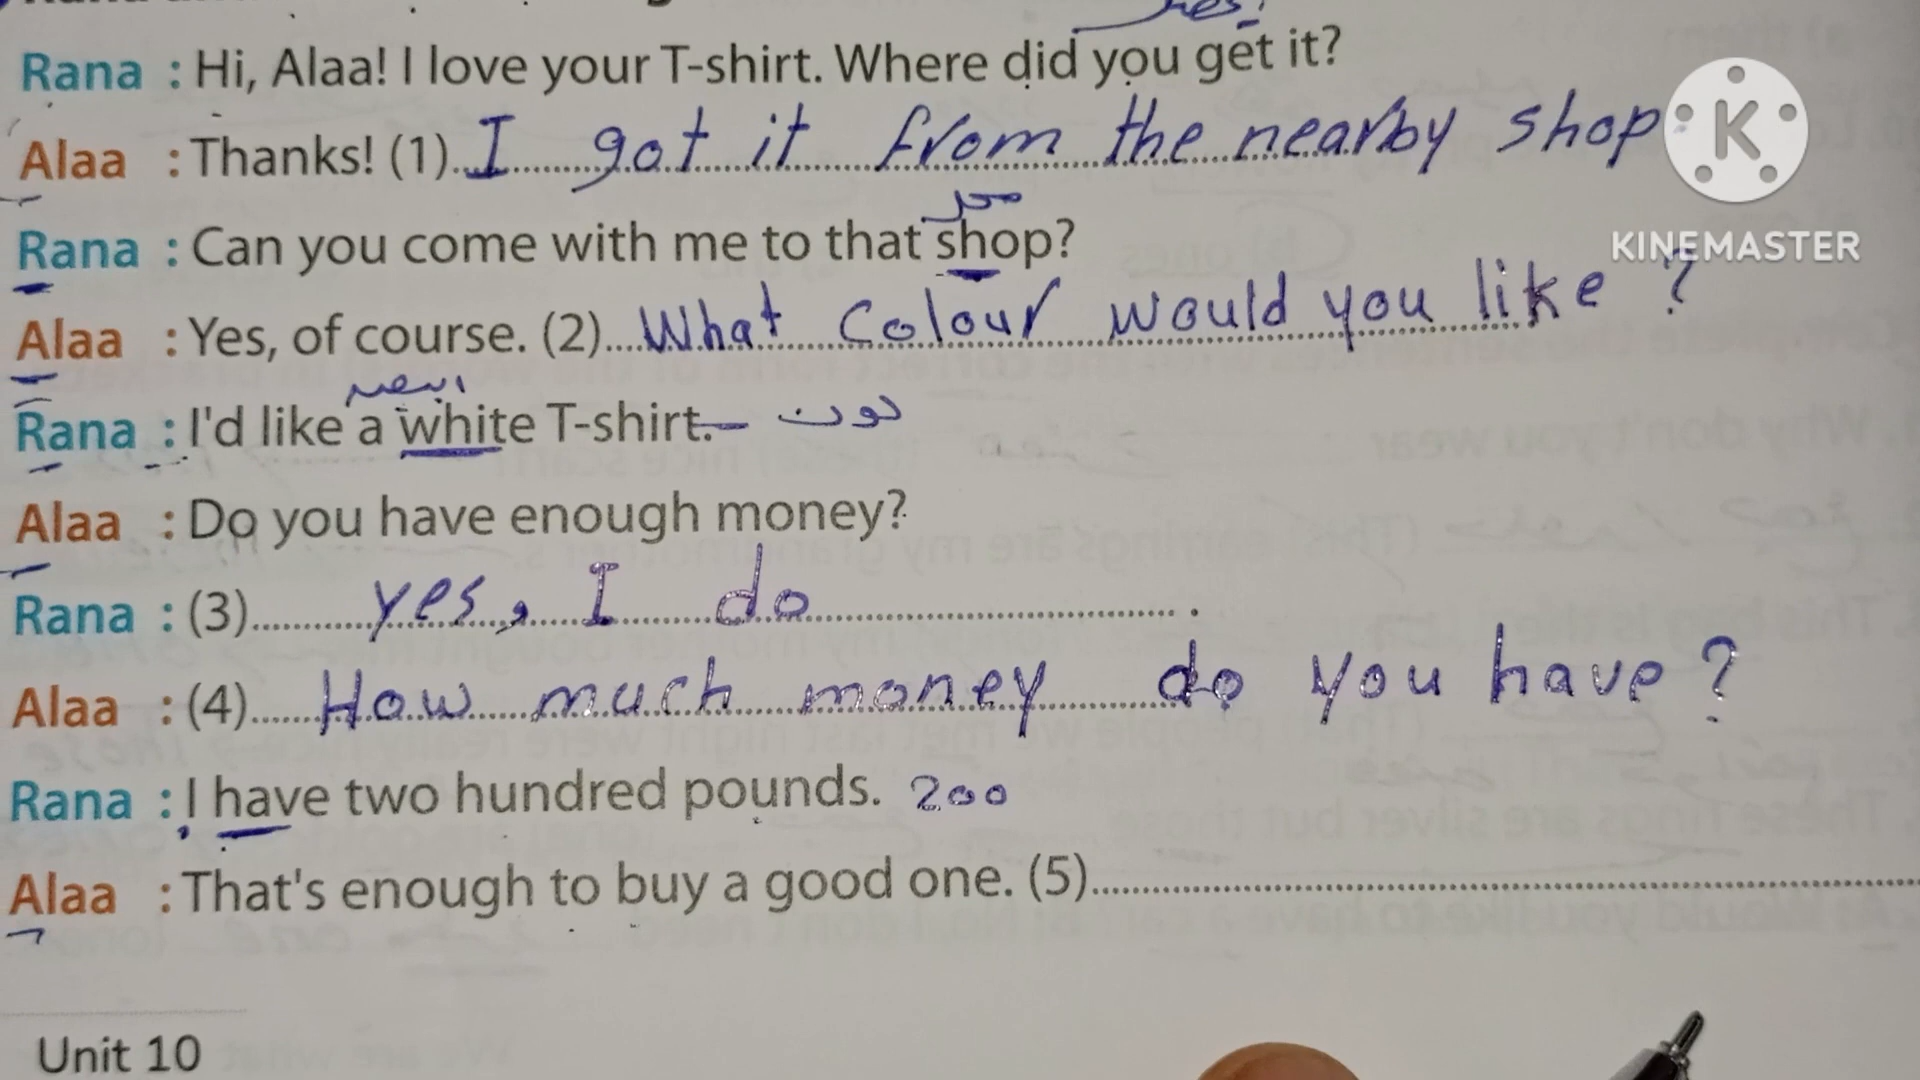 Rana : Hi, Alaa! I love your T-shirt. Where did you get it?
Alaa : Thanks! (1) I got it from the nearby shop
محل
Rana : Can you come with me to that shop?
Alaa : Yes, of course. (2) What Colour would you like ?
ابيض
Rana : I'd like a white T-shirt. لون
Alaa : Do you have enough money?
Rana : (3) yes, I do .
Alaa : (4) How much money do you have ?
Rana : I have two hundred pounds. 200
Alaa : That's enough to buy a good one. (5)
Unit 10
K
KINEMASTER